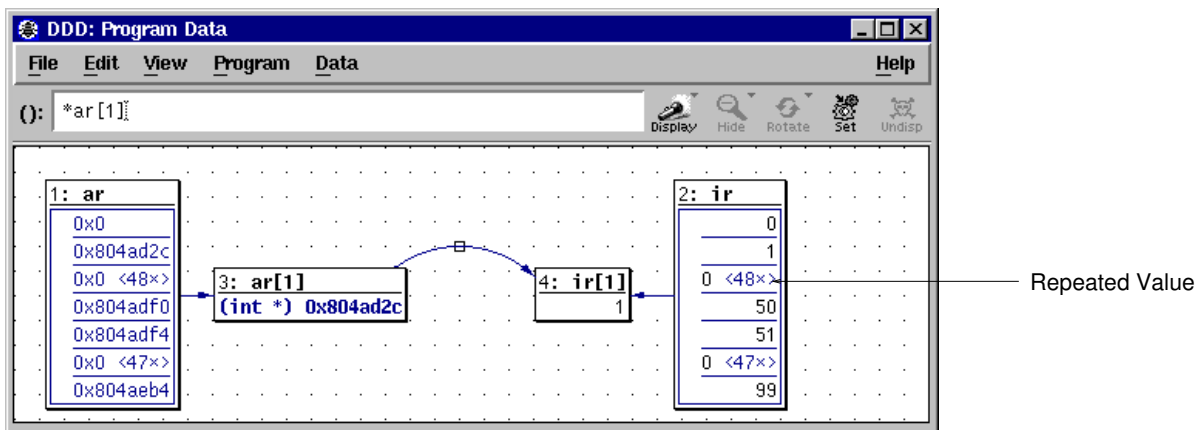 DDD: Program Data
File Edit View Program Data Help
(): *ar[1]
Display Hide Rotate Set Undisp
1: ar
0x0
0x804ad2c
0x0 <48×>
0x804adf0
0x804adf4
0x0 <47×>
0x804aeb4
3: ar[1]
(int *) 0x804ad2c
4: ir[1]
1
2: ir
0
1
0 <48×>
50
51
0 <47×>
99
Repeated Value